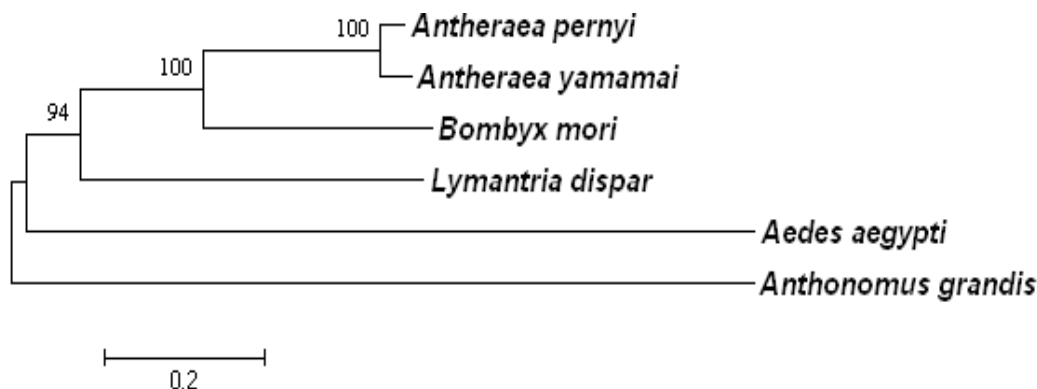 100
Antheraea pernyi
100
Antheraea yamamai
94
Bombyx mori
Lymantria dispar
Aedes aegypti
Anthonomus grandis
0.2